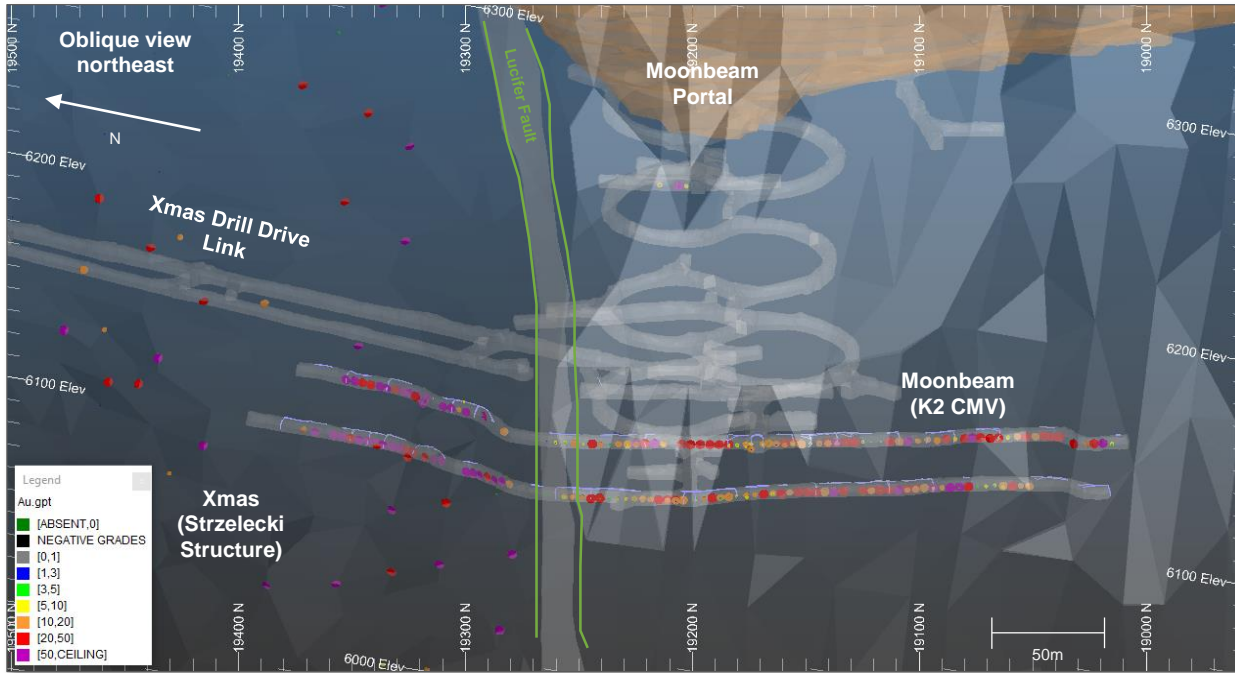 6300 Elev
19500 N
19400 N
19300 N
19200 N
19100 N
19000 N
Oblique view
northeast
N
Lucifer Fault
Moonbeam
Portal
6300 Elev
6200 Elev
Xmas Drill Drive
Link
6200 Elev
6100 Elev
Moonbeam
(K2 CMV)
Xmas
(Strzelecki
Structure)
6100 Elev
Legend
Au.gpt
[ABSENT,0]
NEGATIVE GRADES
[0,1]
[1,3]
[3,5]
[5,10]
[10,20]
[20,50]
[50,CEILING]
19500 N
19400 N
19300 N
19200 N
19100 N
19000 N
6000 Elev
50m